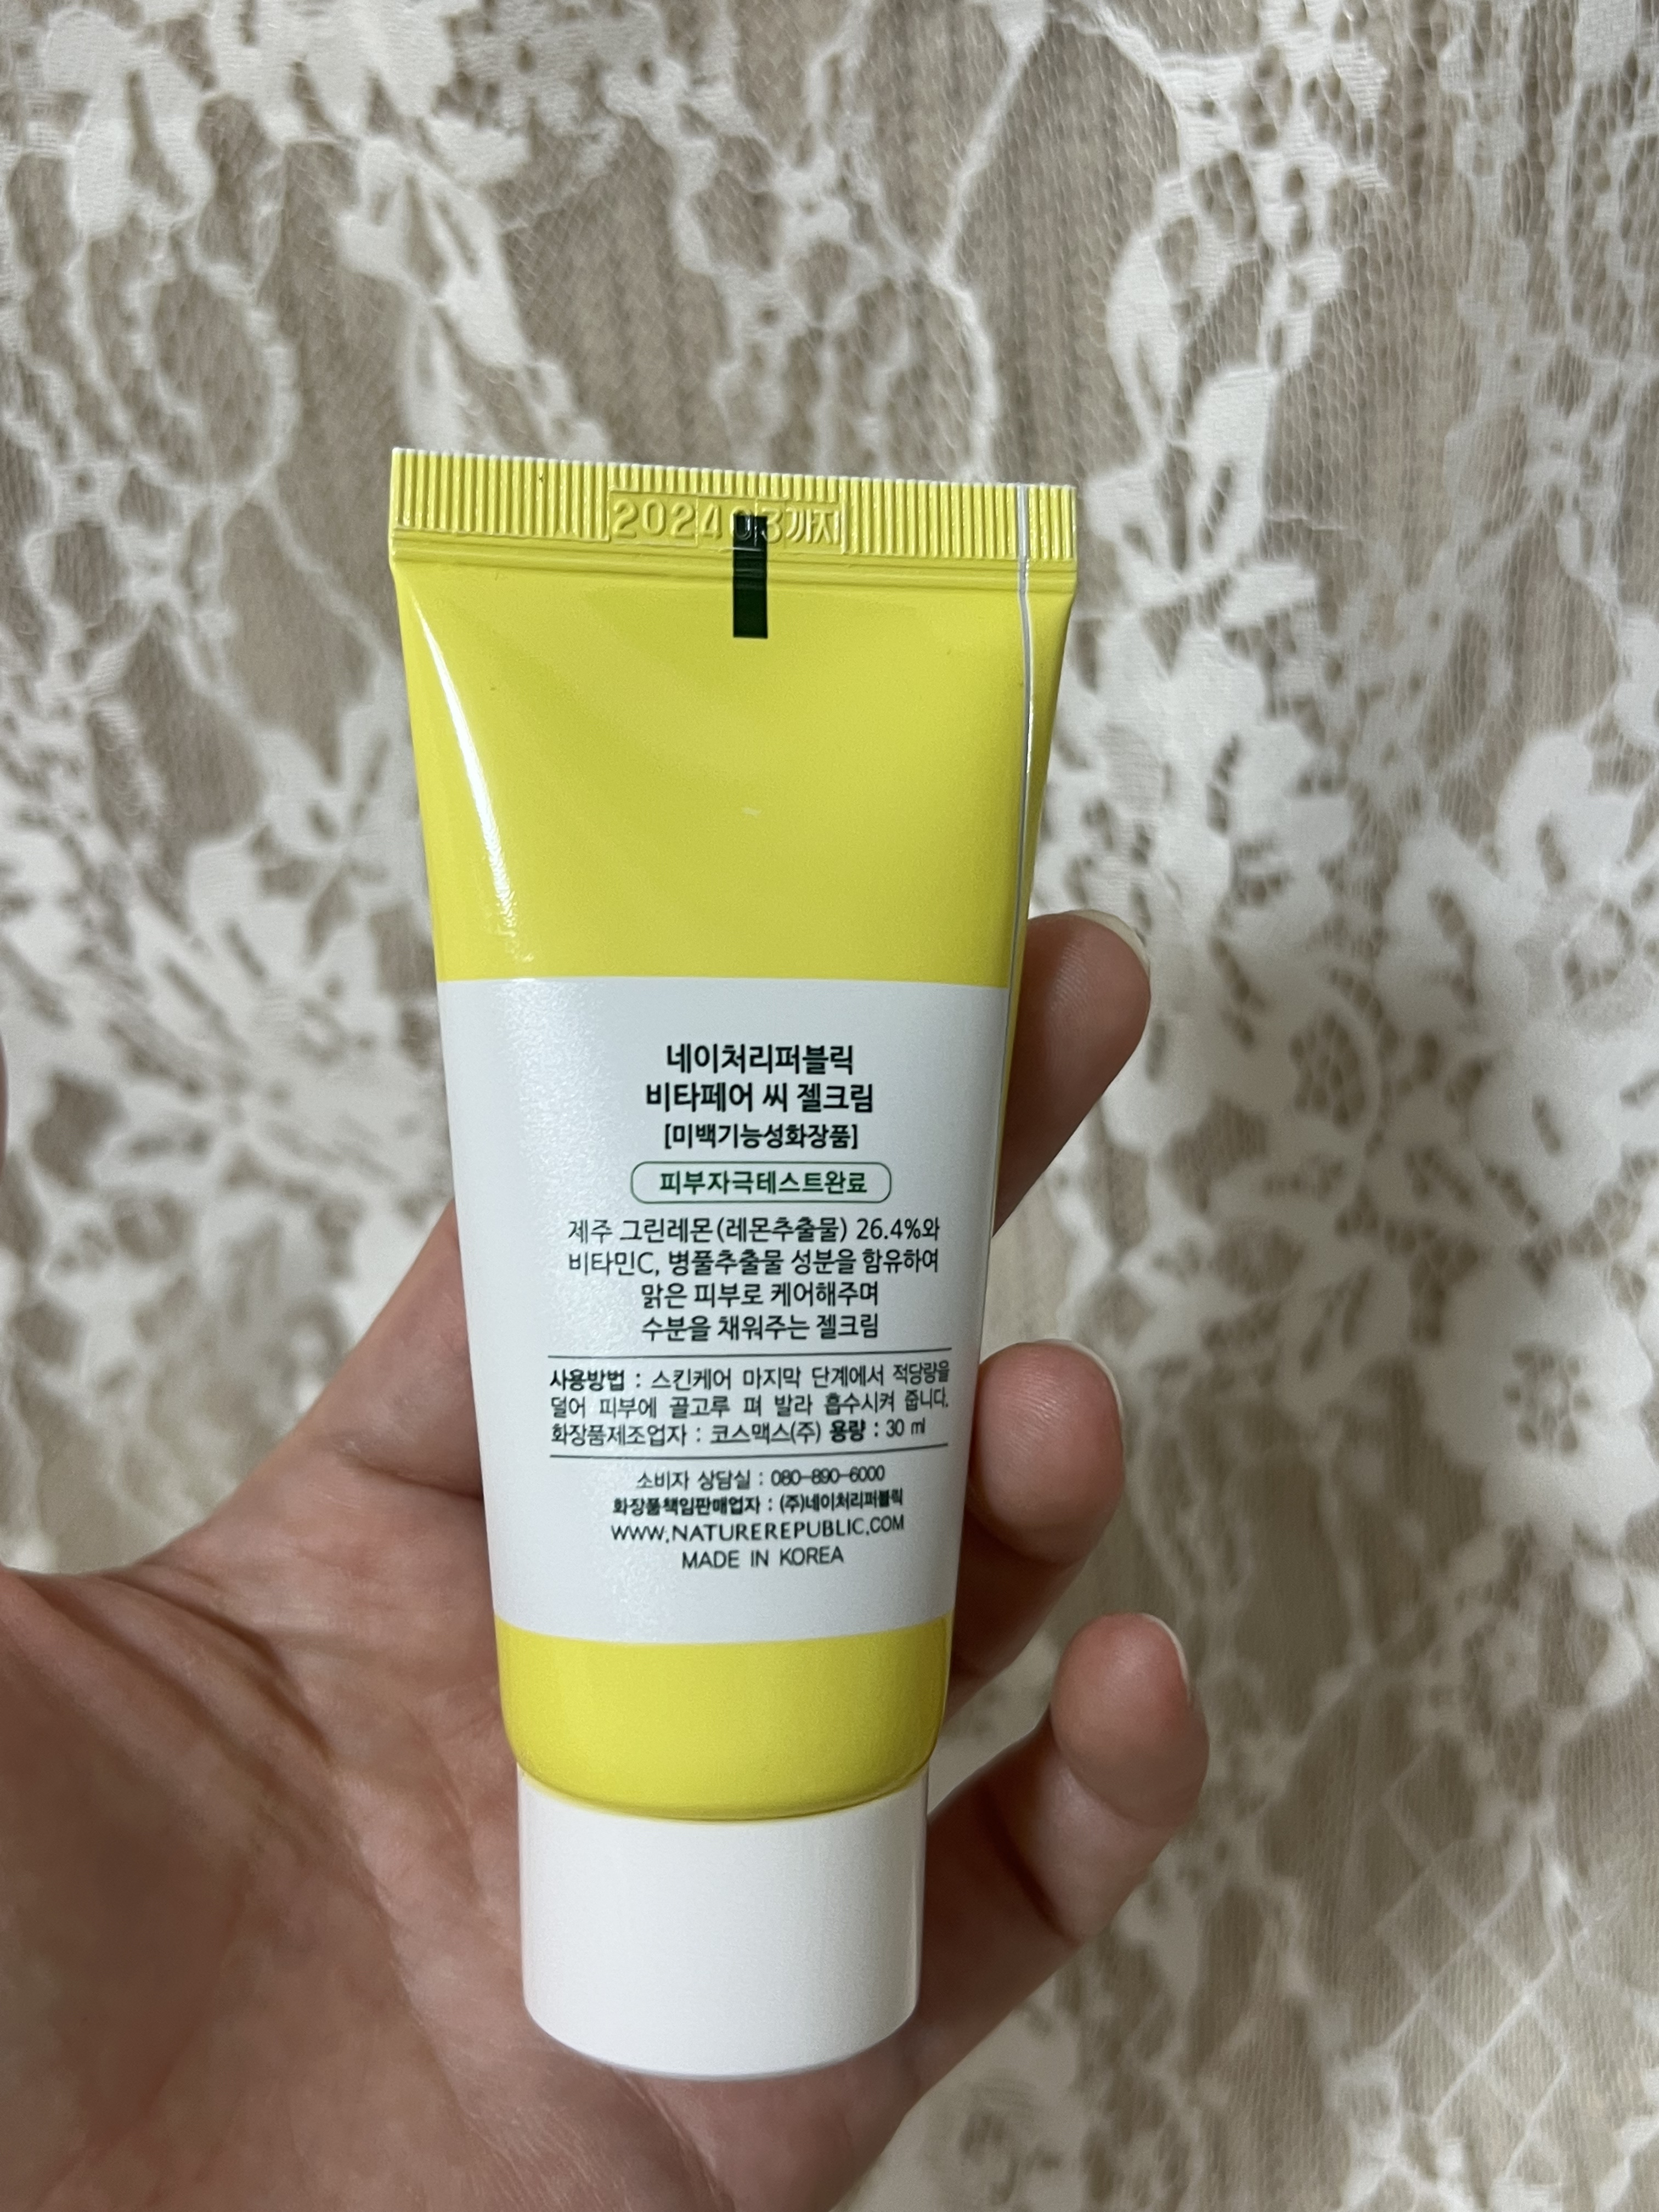 2024 03까지
네이처리퍼블릭
비타페어 씨 젤크림
[미백기능성화장품]
피부자극테스트완료
제주 그린레몬(레몬추출물) 26.4%와
비타민C, 병풀추출물 성분을 함유하여
맑은 피부로 케어해주며
수분을 채워주는 젤크림
사용방법 : 스킨케어 마지막 단계에서 적당량을
덜어 피부에 골고루 펴 발라 흡수시켜 줍니다.
화장품제조업자 : 코스맥스(주) 용량 : 30 ml
소비자 상담실 : 080-890-6000
화장품책임판매업자 : (주)네이처리퍼블릭
WWW.NATUREREPUBLIC.COM
MADE IN KOREA